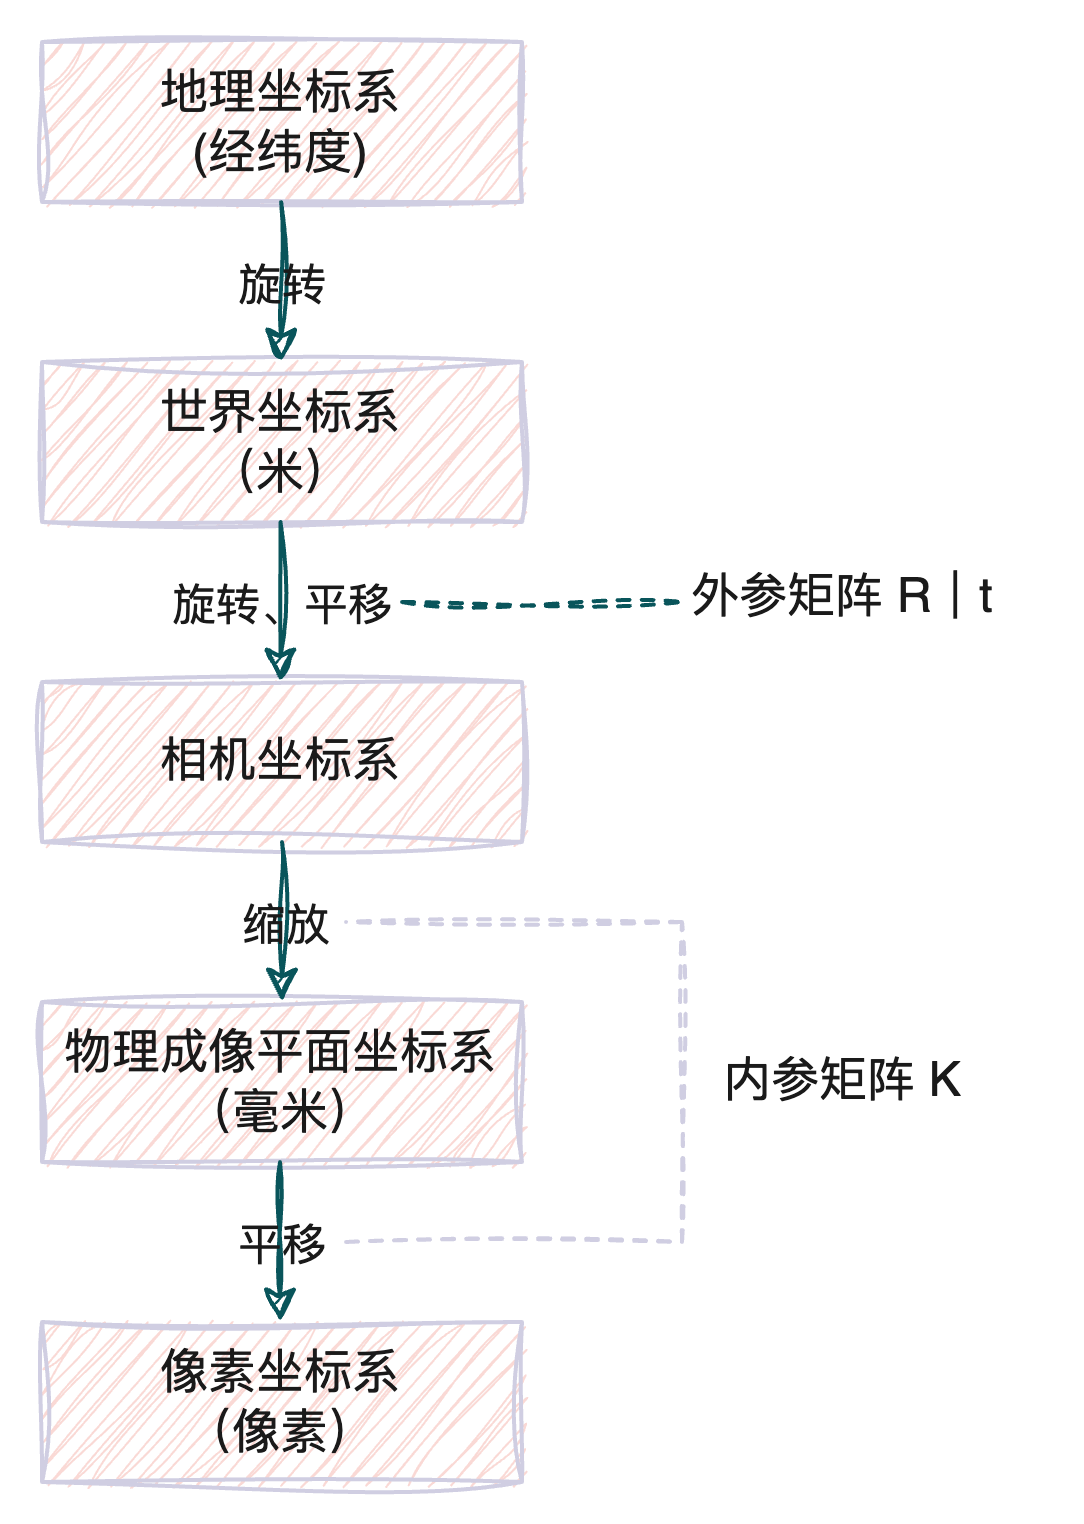 地理坐标系
(经纬度)
旋转
世界坐标系
(米)
旋转、平移
外参矩阵 R | t
相机坐标系
缩放
物理成像平面坐标系
(毫米)
内参矩阵 K
平移
像素坐标系
(像素)